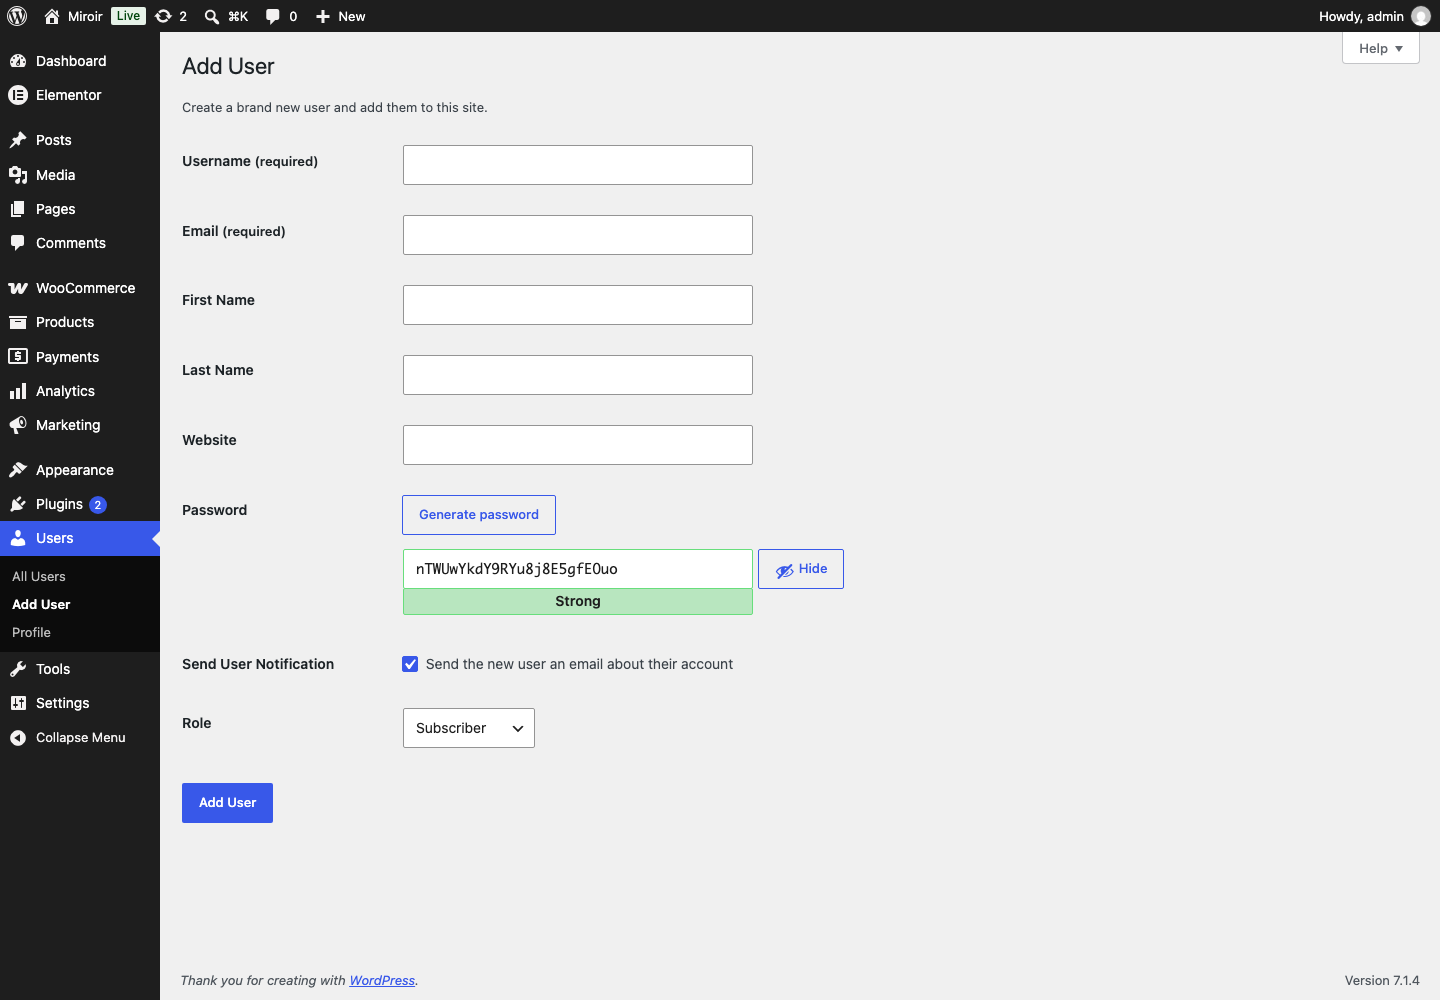 Miroir Live 2 ⌘K 0 New Howdy, admin
Help
Dashboard
Elementor
Posts
Media
Pages
Comments
WooCommerce
Products
Payments
Analytics
Marketing
Appearance
Plugins 2
Users
All Users
Add User
Profile
Tools
Settings
Collapse Menu
Add User
Create a brand new user and add them to this site.
Username (required)
Email (required)
First Name
Last Name
Website
Password
Generate password
nTWUwYkdY9RYu8j8E5gfEOuo
Hide
Strong
Send User Notification
Send the new user an email about their account
Role
Subscriber
Add User
Thank you for creating with WordPress.
Version 7.1.4